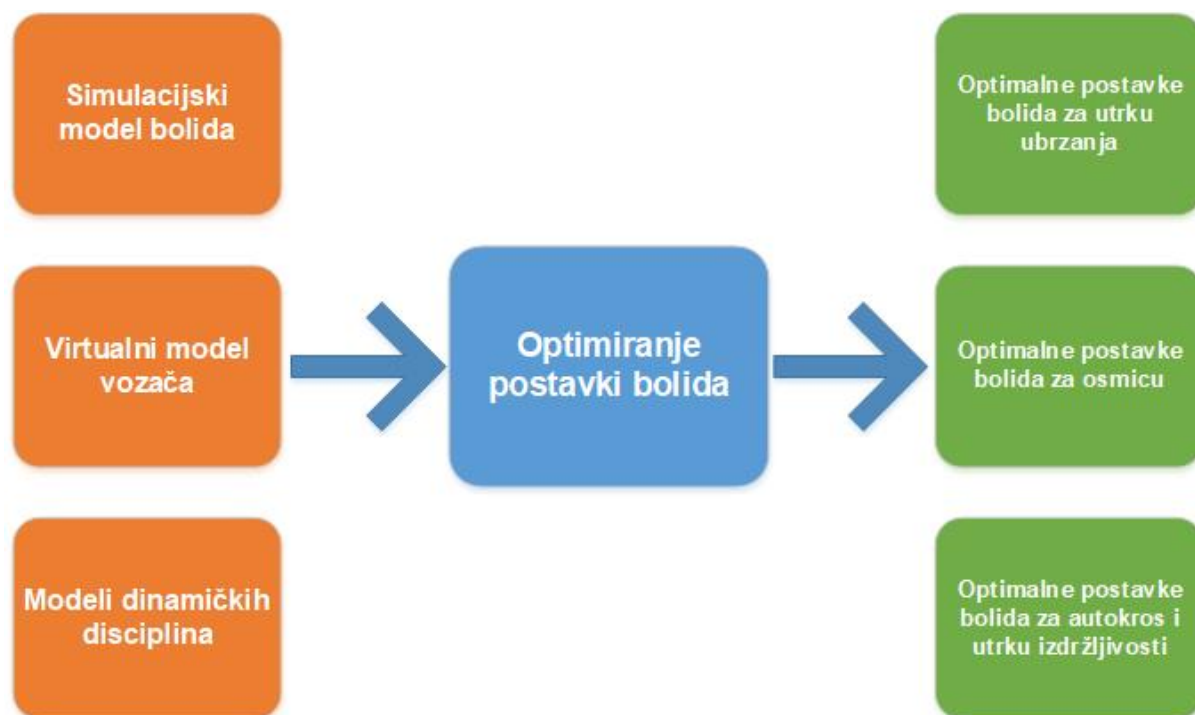 Simulacijski
model bolida
Virtualni model
vozača
Modeli dinamičkih
disciplina
Optimiranje
postavki bolida
Optimalne postavke
bolida za utrku
ubrzanja
Optimalne postavke
bolida za osmicu
Optimalne postavke
bolida za autokros i
utrku izdržljivosti